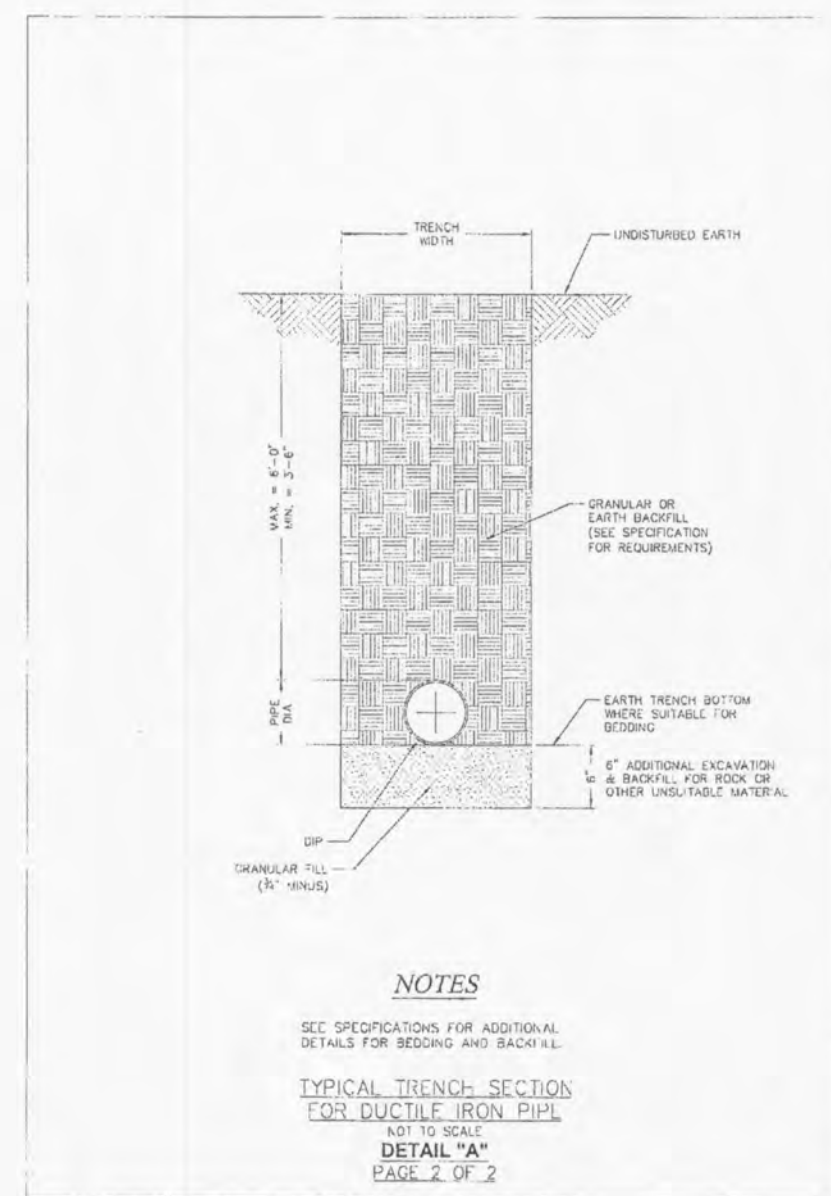 TRENCH
WIDTH
UNDISTURBED EARTH
MAX. = 6'-0"
MIN. = 3'-6"
GRANULAR OR
EARTH BACKFILL
(SEE SPECIFICATION
FOR REQUIREMENTS)
PIPE
DIA
EARTH TRENCH BOTTOM
WHERE SUITABLE FOR
BEDDING
6"
6" ADDITIONAL EXCAVATION
& BACKFILL FOR ROCK OR
OTHER UNSUITABLE MATERIAL
DIP
GRANULAR FILL
(¾" MINUS)
NOTES
SEE SPECIFICATIONS FOR ADDITIONAL
DETAILS FOR BEDDING AND BACKFILL.
TYPICAL TRENCH SECTION
FOR DUCTILE IRON PIPE
NOT TO SCALE
DETAIL "A"
PAGE 2 OF 2